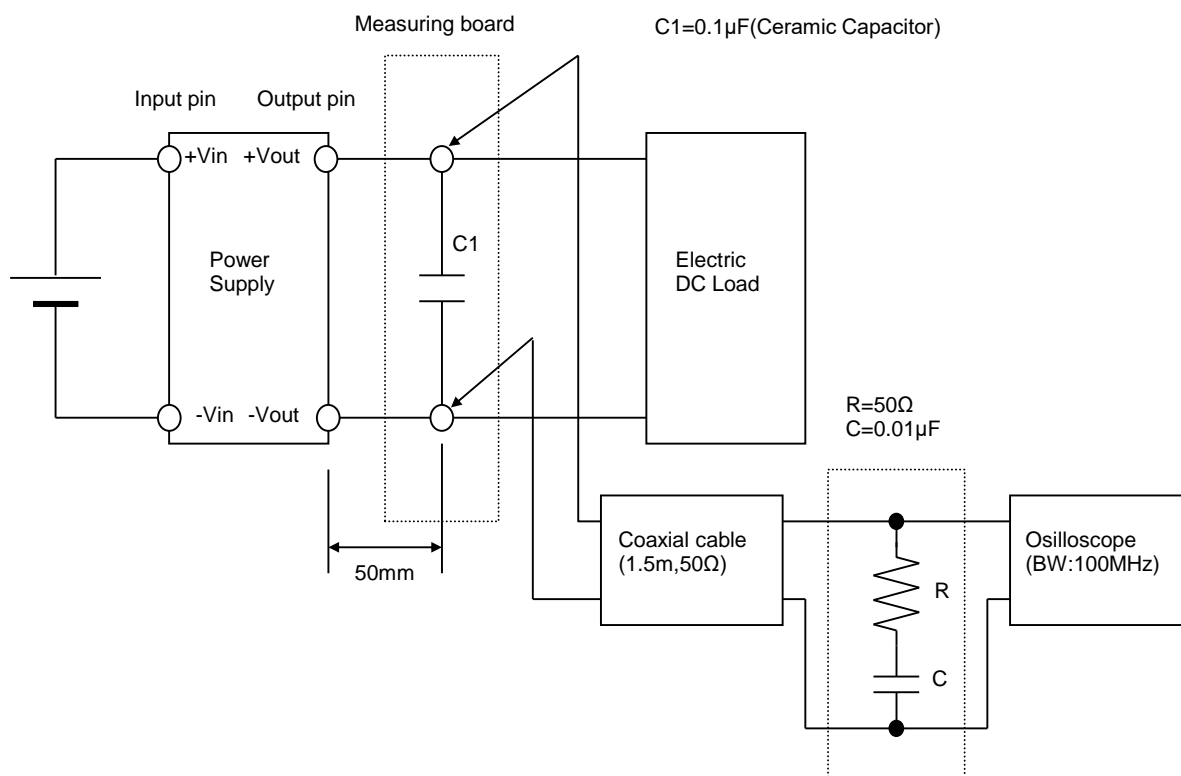 Measuring board
C1=0.1µF(Ceramic Capacitor)
Input pin
Output pin
+Vin
+Vout
C1
Power
Supply
Electric
DC Load
-Vin
-Vout
R=50Ω
C=0.01µF
50mm
Coaxial cable
(1.5m,50Ω)
R
C
Osilloscope
(BW:100MHz)